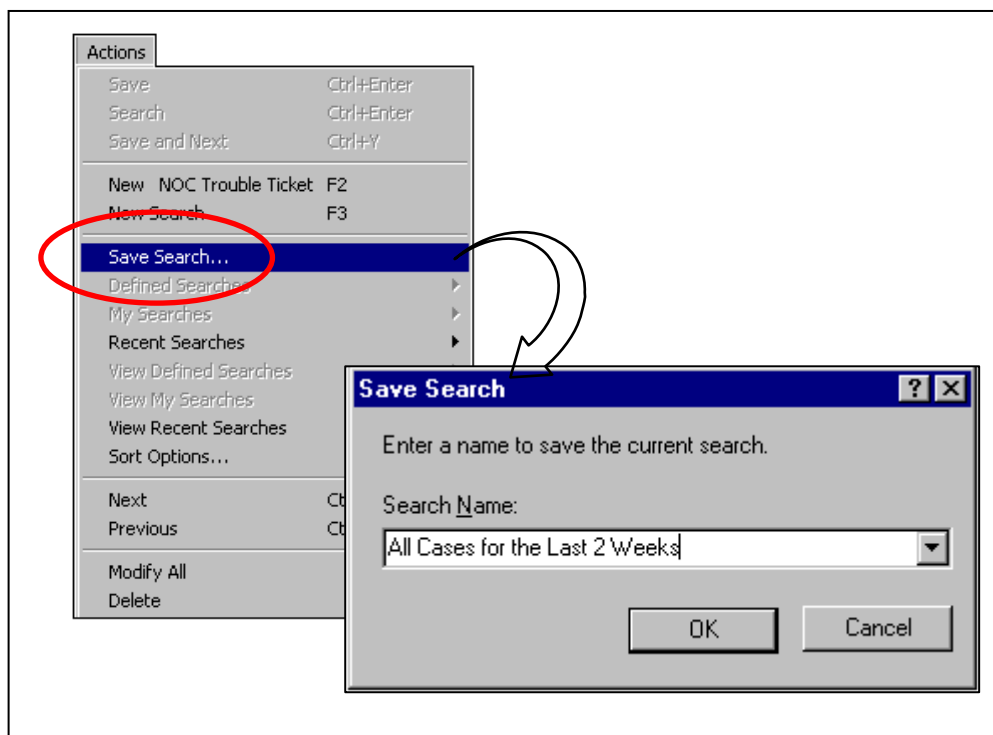 Actions
Save Ctrl+Enter
Search Ctrl+Enter
Save and Next Ctrl+Y
New NOC Trouble Ticket F2
New Search F3
Save Search...
Defined Searches
My Searches
Recent Searches
View Defined Searches
View My Searches
View Recent Searches
Sort Options...
Next Ct
Previous Ct
Modify All
Delete
Save Search
Enter a name to save the current search.
Search Name:
All Cases for the Last 2 Weeks
OK Cancel